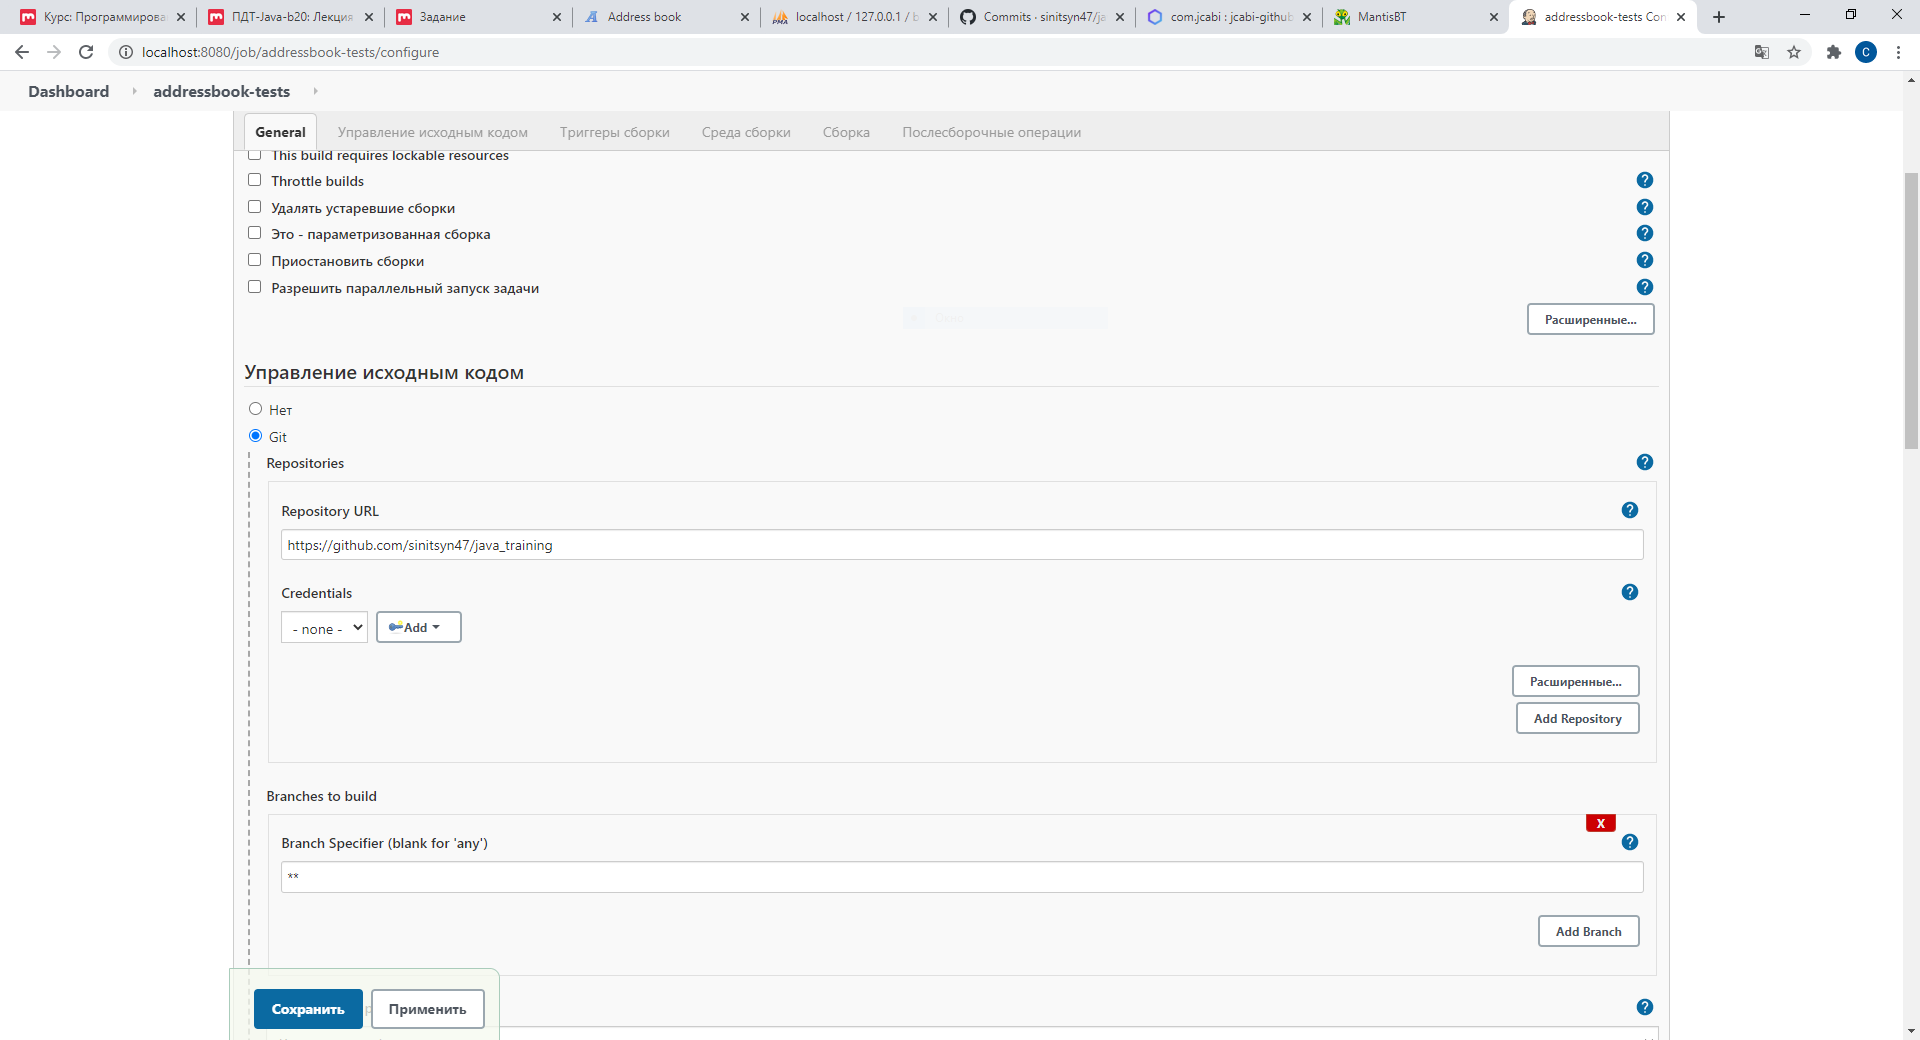 Курс: Программирова
ПДТ-Java-b20: Лекция
Задание
Address book
localhost / 127.0.0.1 / b
Commits · sinitsyn47/ja
com.jcabi : jcabi-github
MantisBT
addressbook-tests Con
localhost:8080/job/addressbook-tests/configure
C
Dashboard
addressbook-tests
General
Управление исходным кодом
Триггеры сборки
Среда сборки
Сборка
Послесборочные операции
This build requires lockable resources
Throttle builds
Удалять устаревшие сборки
Это - параметризованная сборка
Приостановить сборки
Разрешить параллельный запуск задачи
Расширенные...
Управление исходным кодом
Нет
Git
Repositories
Repository URL
https://github.com/sinitsyn47/java_training
Credentials
- none -
Add
Расширенные...
Add Repository
Branches to build
X
Branch Specifier (blank for 'any')
**
Add Branch
Сохранить
Применить